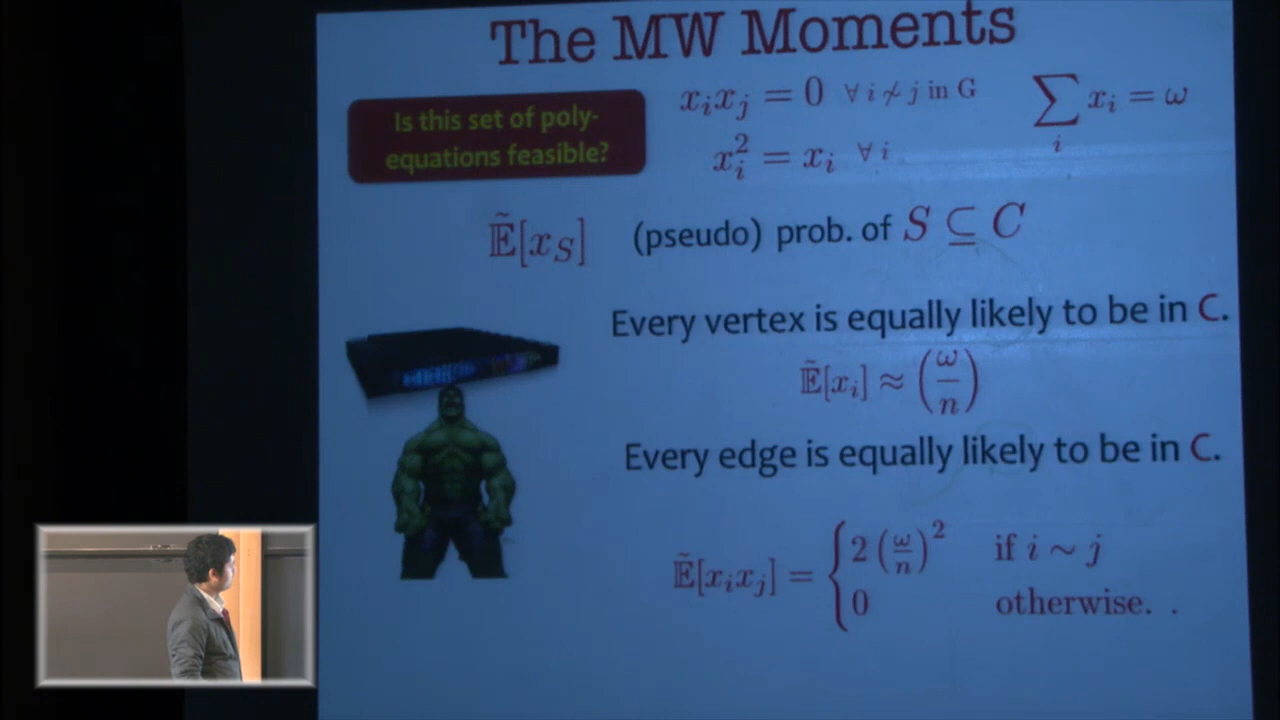 The MW Moments
Is this set of poly-
equations feasible?
x_i x_j = 0 ∀ i ≁ j in G
∑_i x_i = ω
x_i^2 = x_i ∀ i
Ẽ[x_S] (pseudo) prob. of S ⊆ C
Every vertex is equally likely to be in C.
Ẽ[x_i] ≈ (ω/n)
Every edge is equally likely to be in C.
Ẽ[x_i x_j] = { 2 (ω/n)^2 if i ∼ j
0 otherwise. .